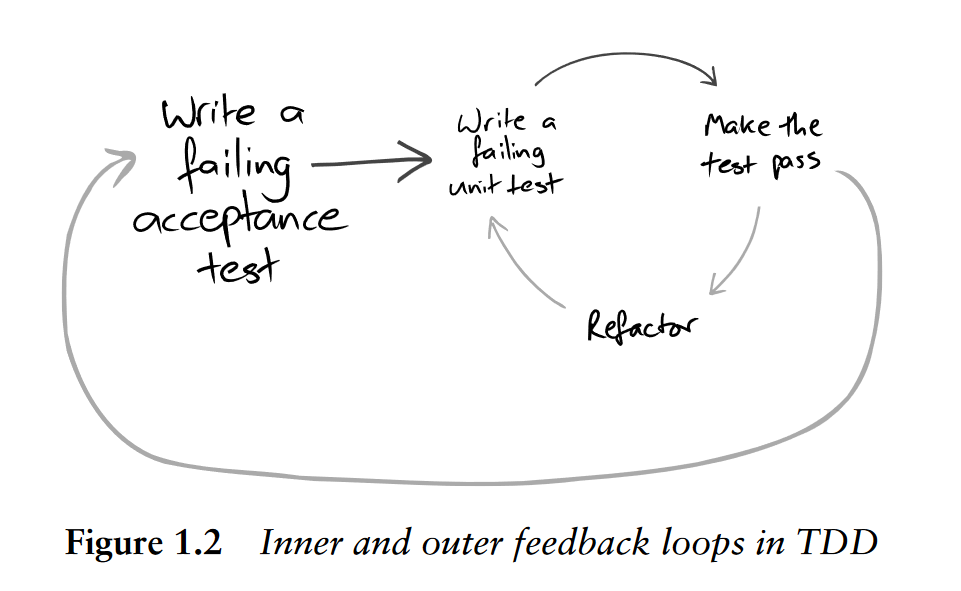 Write a
failing
acceptance
test
Write a
failing
unit test
Make the
test pass
Refactor
Figure 1.2 Inner and outer feedback loops in TDD